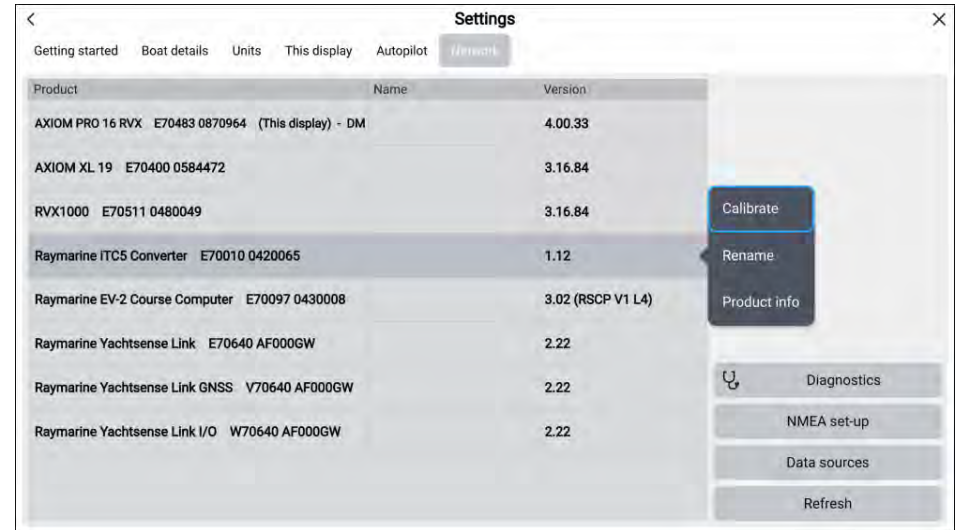 Settings
Getting started Boat details Units This display Autopilot Network
Product Name Version
AXIOM PRO 16 RVX E70483 0870964 (This display) - DM 4.00.33
AXIOM XL 19 E70400 0584472 3.16.84
RVX1000 E70511 0480049 3.16.84
Calibrate
Raymarine iTC5 Converter E70010 0420065 1.12
Rename
Raymarine EV-2 Course Computer E70097 0430008 3.02 (RSCP V1 L4)
Product info
Raymarine Yachtsense Link E70640 AF000GW 2.22
Raymarine Yachtsense Link GNSS V70640 AF000GW 2.22
Diagnostics
Raymarine Yachtsense Link I/O W70640 AF000GW 2.22
NMEA set-up
Data sources
Refresh